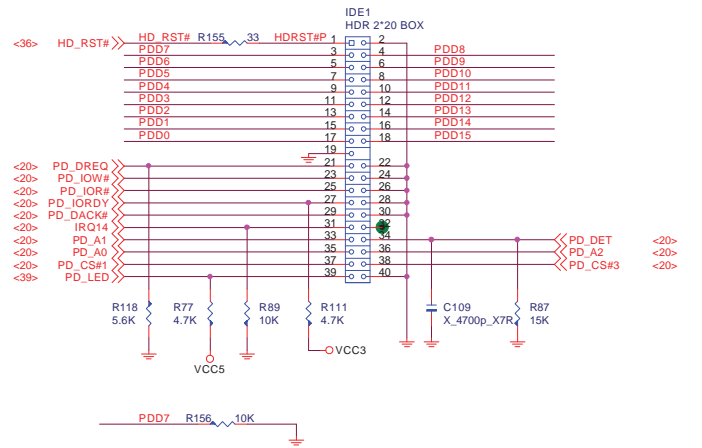 IDE1
HDR 2*20 BOX
<36> HD_RST# HD_RST# R155 33 HDRST#P 1 2
PDD7 3 4 PDD8
PDD6 5 6 PDD9
PDD5 7 8 PDD10
PDD4 9 10 PDD11
PDD3 11 12 PDD12
PDD2 13 14 PDD13
PDD1 15 16 PDD14
PDD0 17 18 PDD15
19
<20> PD_DREQ 21 22
<20> PD_IOW# 23 24
<20> PD_IOR# 25 26
<20> PD_IORDY 27 28
<20> PD_DACK# 29 30
<20> IRQ14 31 32
<20> PD_A1 33 34 PD_DET <20>
<20> PD_A0 35 36 PD_A2 <20>
<20> PD_CS#1 37 38 PD_CS#3 <20>
<39> PD_LED 39 40
R118 R77 R89 R111 C109 R87
5.6K 4.7K 10K 4.7K X_4700p_X7R 15K
VCC3
VCC5
PDD7 R156 10K